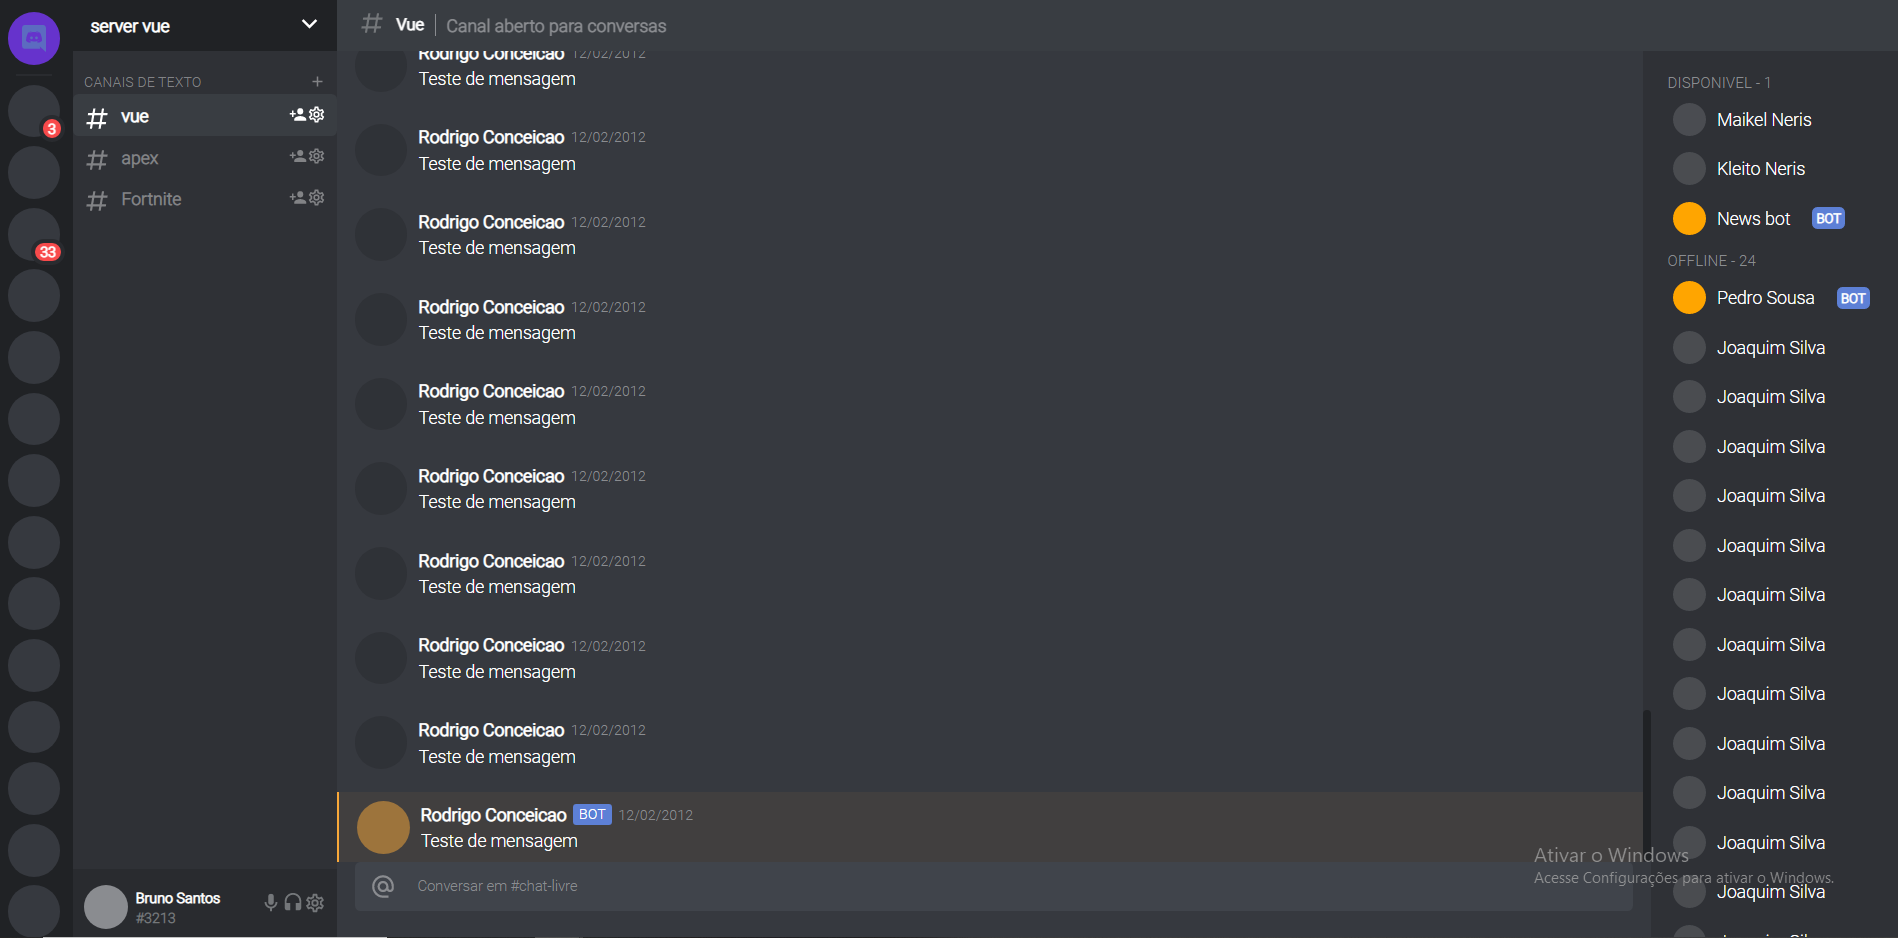 server vue
CANAIS DE TEXTO +
vue
apex
Fortnite
3
33
Bruno Santos
#3213
Vue Canal aberto para conversas
Rodrigo Conceicao 12/02/2012
Teste de mensagem
Rodrigo Conceicao 12/02/2012
Teste de mensagem
Rodrigo Conceicao 12/02/2012
Teste de mensagem
Rodrigo Conceicao 12/02/2012
Teste de mensagem
Rodrigo Conceicao 12/02/2012
Teste de mensagem
Rodrigo Conceicao 12/02/2012
Teste de mensagem
Rodrigo Conceicao 12/02/2012
Teste de mensagem
Rodrigo Conceicao 12/02/2012
Teste de mensagem
Rodrigo Conceicao 12/02/2012
Teste de mensagem
Rodrigo Conceicao BOT 12/02/2012
Teste de mensagem
@ Conversar em #chat-livre
DISPONIVEL - 1
Maikel Neris
Kleito Neris
News bot BOT
OFFLINE - 24
Pedro Sousa BOT
Joaquim Silva
Joaquim Silva
Joaquim Silva
Joaquim Silva
Joaquim Silva
Joaquim Silva
Joaquim Silva
Joaquim Silva
Joaquim Silva
Joaquim Silva
Joaquim Silva
Joaquim Silva
Ativar o Windows
Acesse Configurações para ativar o Windows.